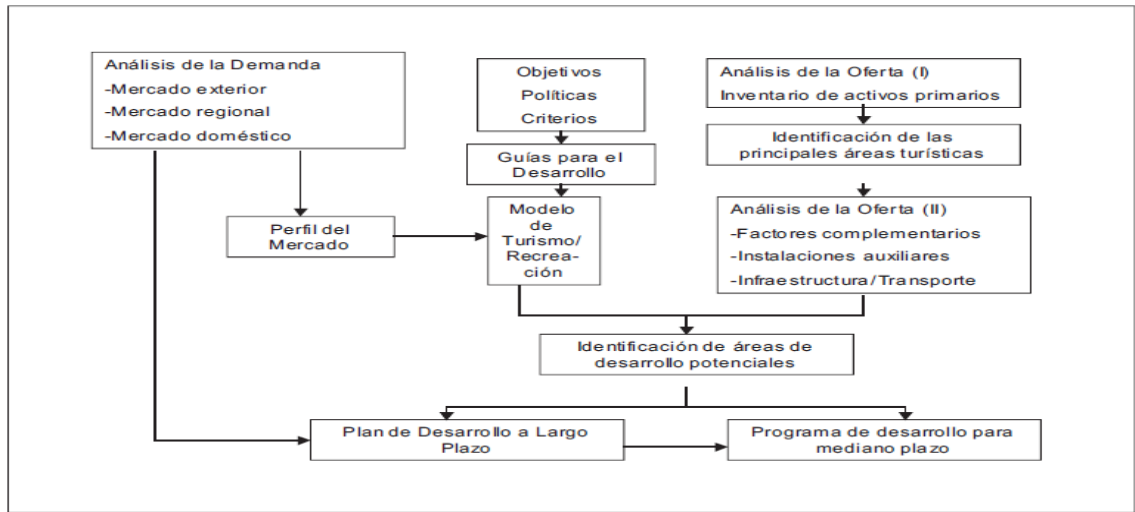 Análisis de la Demanda
-Mercado exterior
-Mercado regional
-Mercado doméstico
Objetivos
Políticas
Criterios
Análisis de la Oferta (I)
Inventario de activos primarios
Guías para el
Desarrollo
Identificación de las
principales áreas turísticas
Perfil del
Mercado
Modelo
de
Turismo/
Recrea-
ción
Análisis de la Oferta (II)
-Factores complementarios
-Instalaciones auxiliares
-Infraestructura/Transporte
Identificación de áreas de
desarrollo potenciales
Plan de Desarrollo a Largo
Plazo
Programa de desarrollo para
mediano plazo